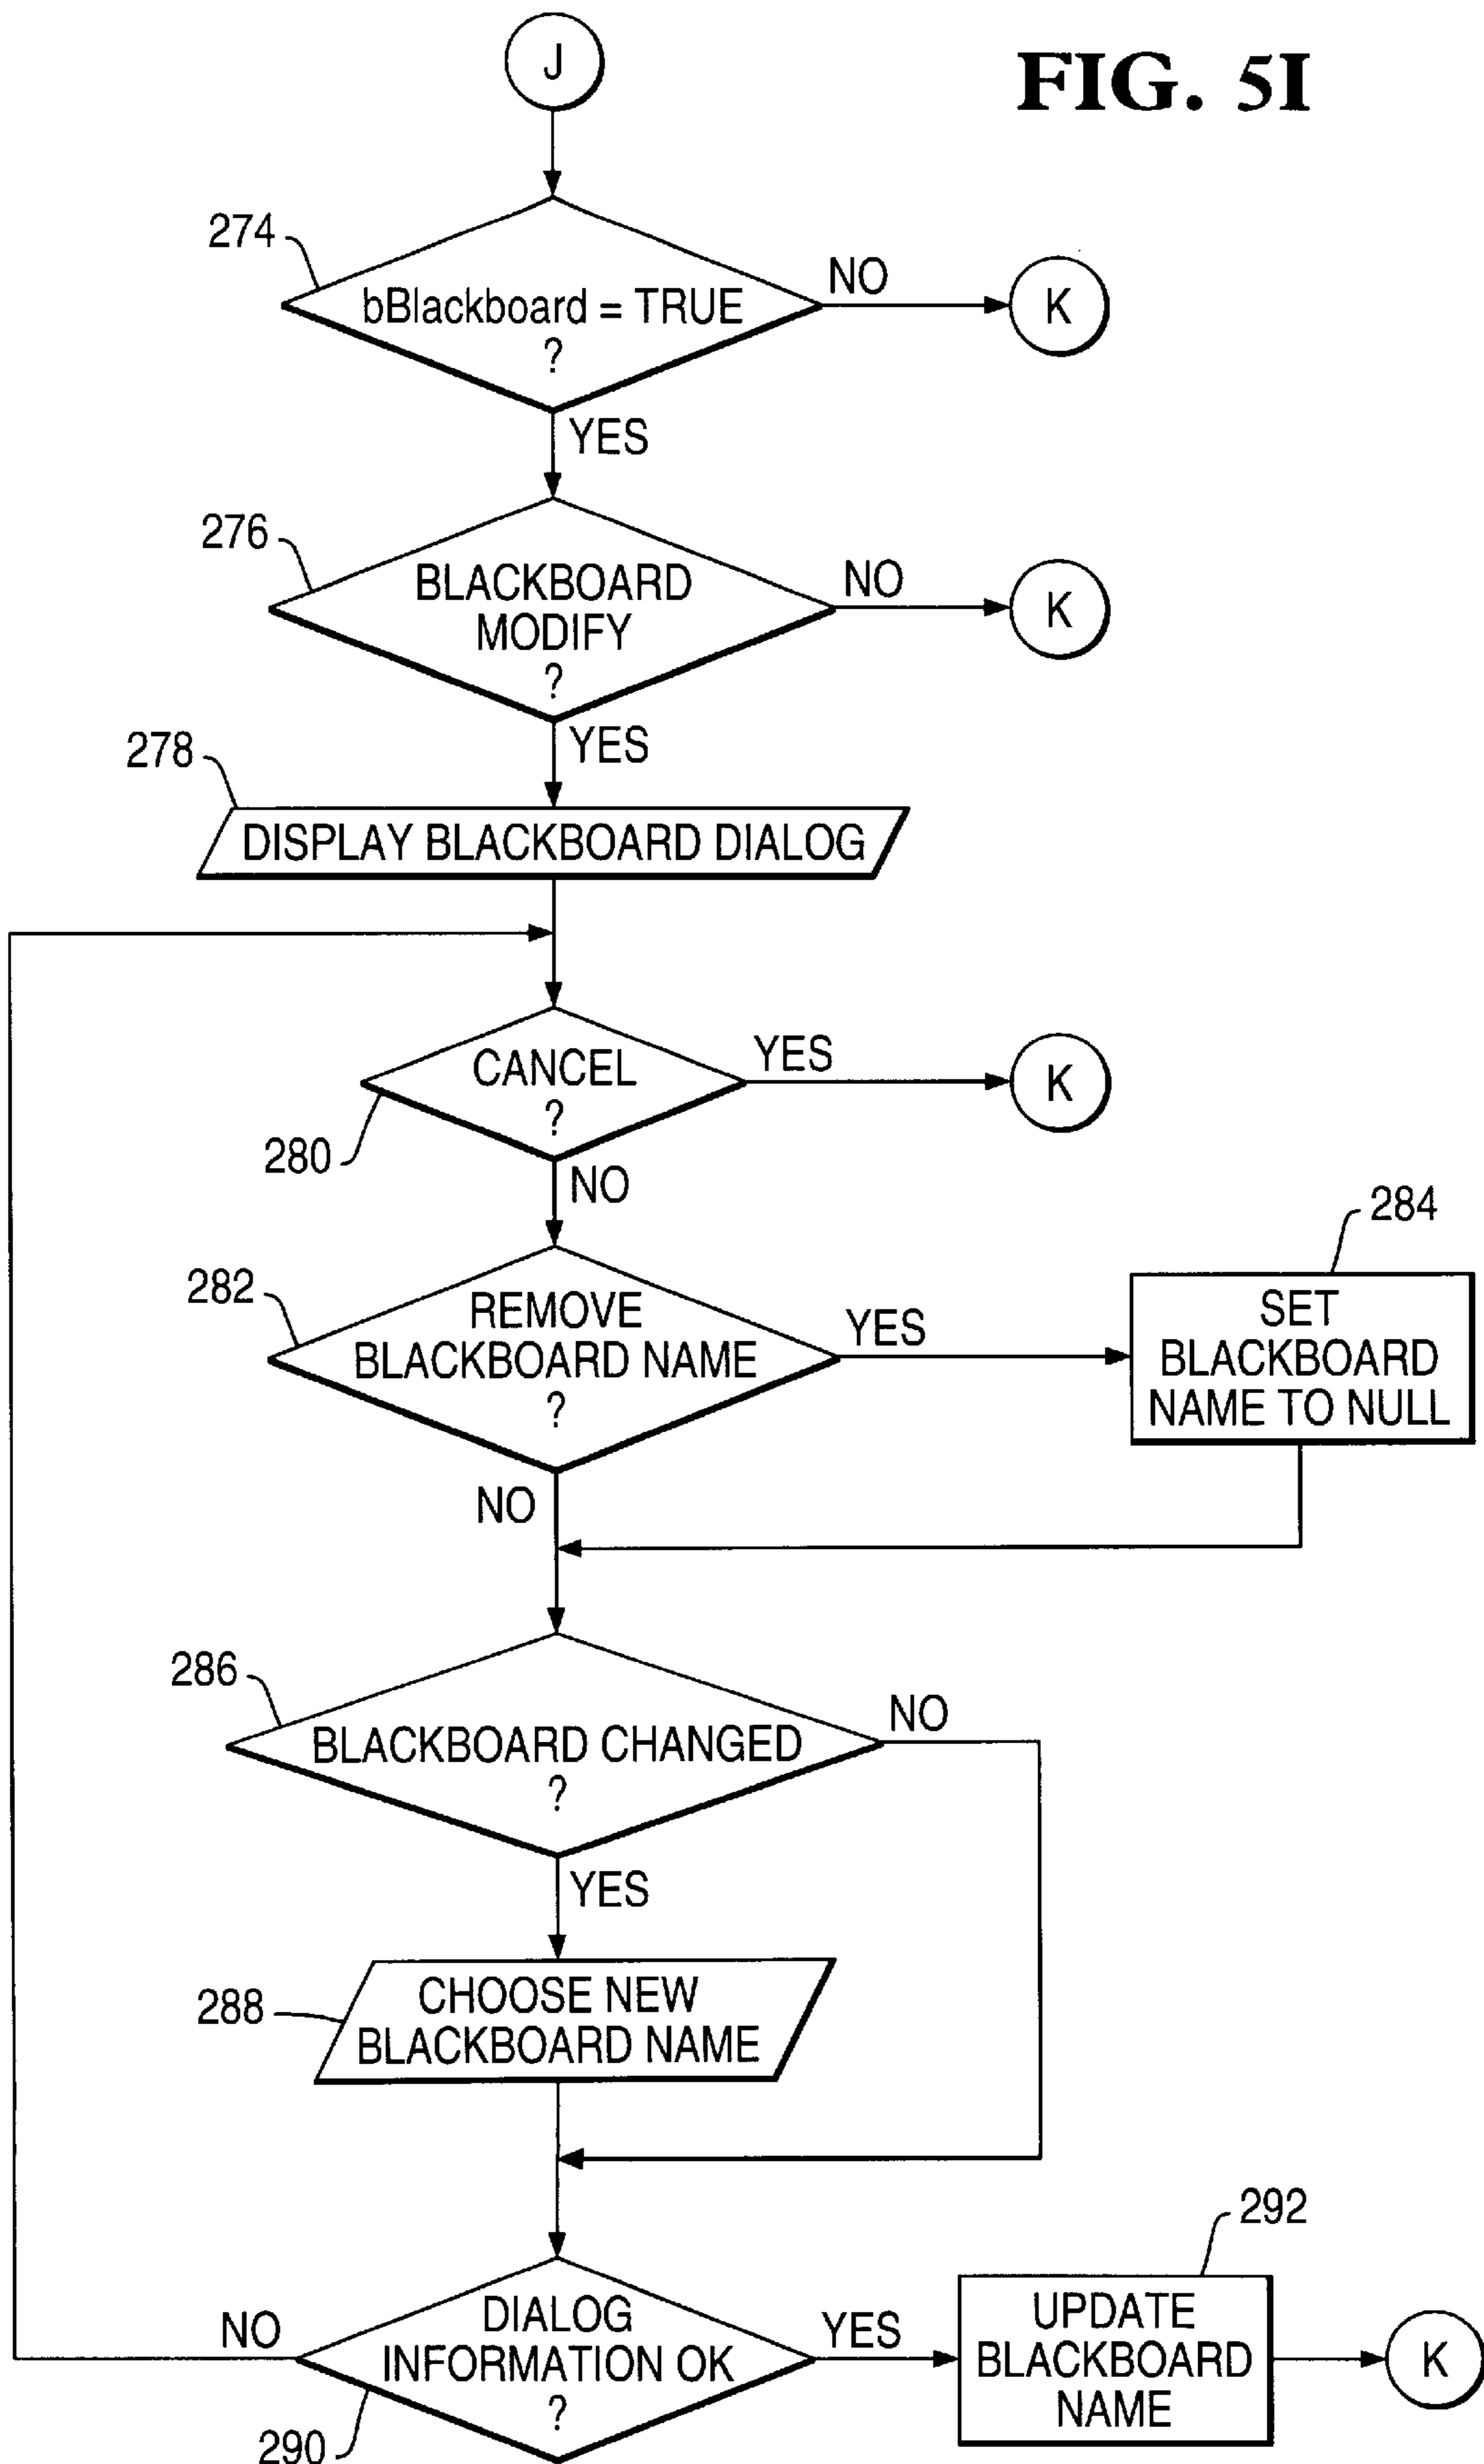 J
FIG. 5I
274
bBlackboard = TRUE
?
NO
K
YES
276
BLACKBOARD
MODIFY
?
NO
K
YES
278
DISPLAY BLACKBOARD DIALOG
CANCEL
?
YES
K
280
NO
284
282
REMOVE
BLACKBOARD NAME
?
YES
SET
BLACKBOARD
NAME TO NULL
NO
286
BLACKBOARD CHANGED
?
NO
YES
288
CHOOSE NEW
BLACKBOARD NAME
292
NO
DIALOG
INFORMATION OK
?
YES
UPDATE
BLACKBOARD
NAME
K
290